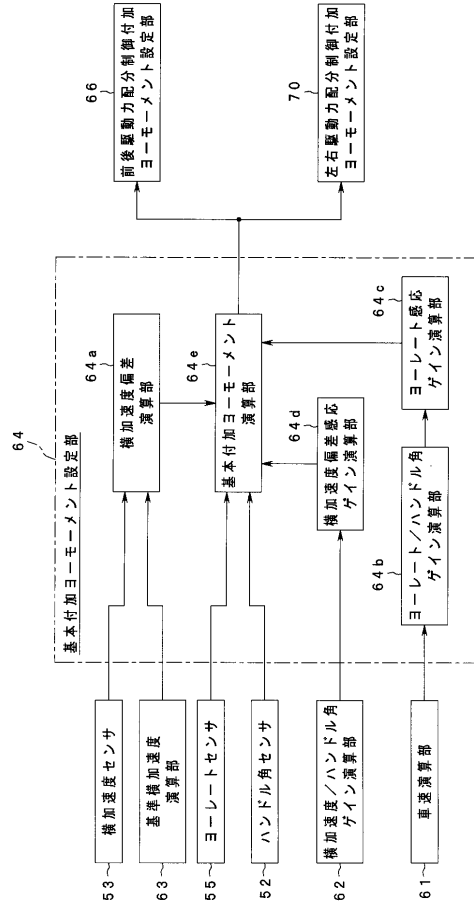 64
基本付加ヨーモーメント設定部
53
横加速度センサ
63
基準横加速度
演算部
55
ヨーレートセンサ
52
ハンドル角センサ
62
横加速度/ハンドル角
ゲイン演算部
61
車速演算部
64a
横加速度偏差
演算部
64e
基本付加ヨーモーメント
演算部
64d
横加速度偏差感応
ゲイン演算部
64b
ヨーレート/ハンドル角
ゲイン演算部
64c
ヨーレート感応
ゲイン演算部
66
前後駆動力配分制御付加
ヨーモーメント設定部
70
左右駆動力配分制御付加
ヨーモーメント設定部